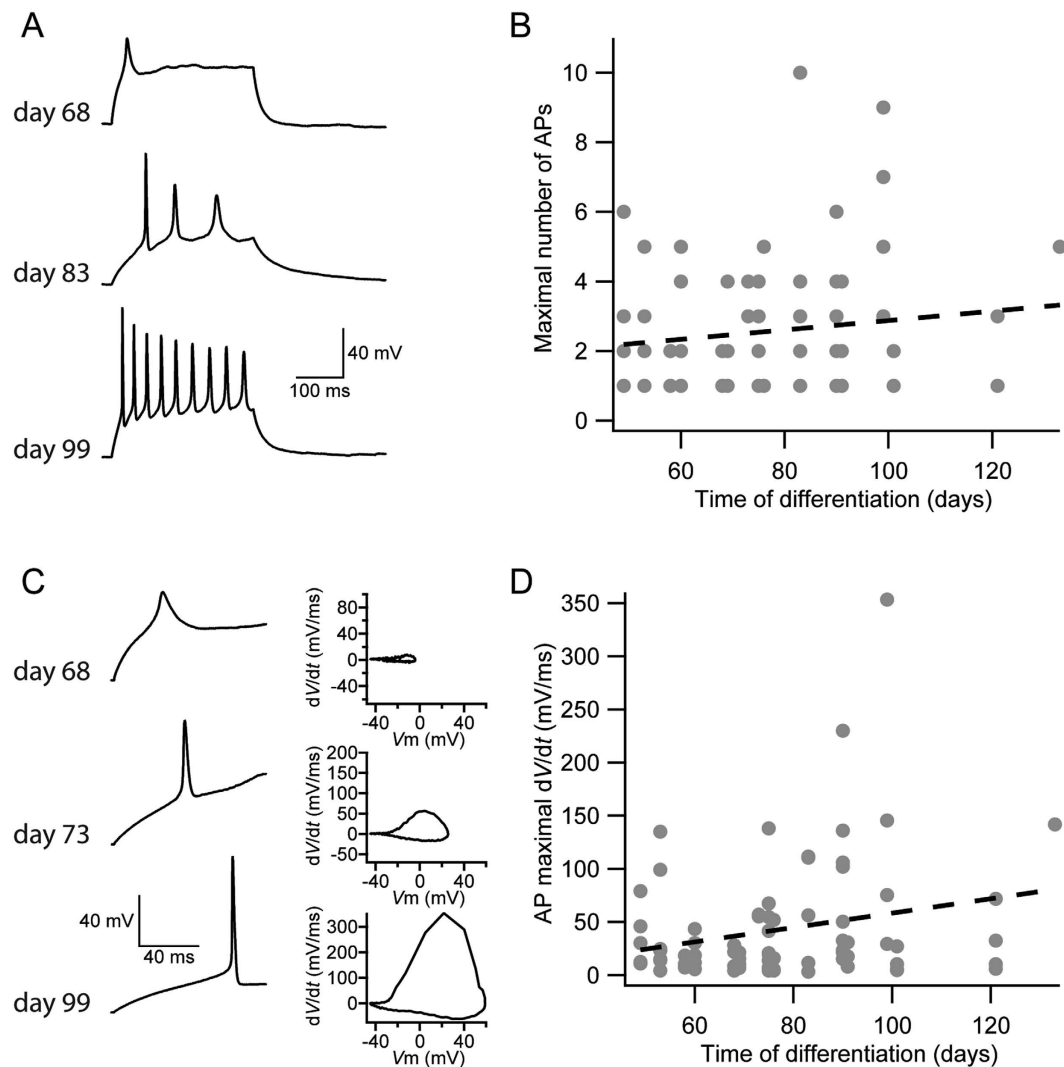 A
day 68
day 83
day 99
40 mV
100 ms
B
Maximal number of APs
10
8
6
4
2
0
60 80 100 120
Time of differentiation (days)
C
day 68
day 73
day 99
40 mV
40 ms
dV/dt (mV/ms)
80
40
0
-40
-40 0 40
Vm (mV)
dV/dt (mV/ms)
200
150
100
50
0
-50
-40 0 40
Vm (mV)
dV/dt (mV/ms)
300
200
100
0
-40 0 40
Vm (mV)
D
AP maximal dV/dt (mV/ms)
350
300
250
200
150
100
50
0
60 80 100 120
Time of differentiation (days)